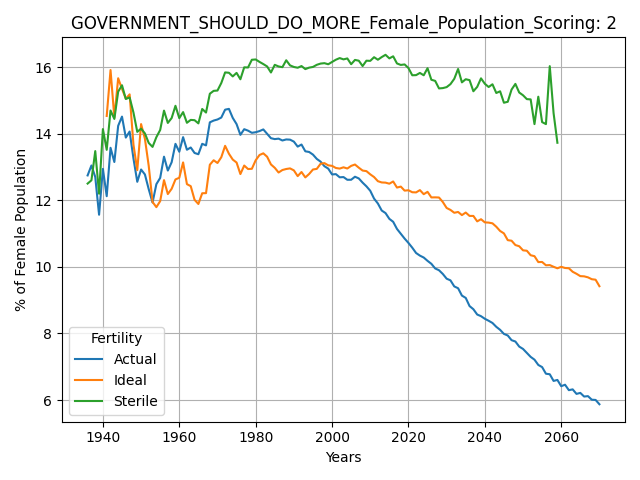 GOVERNMENT_SHOULD_DO_MORE_Female_Population_Scoring: 2
% of Female Population
16
14
12
10
8
6
Fertility
Actual
Ideal
Sterile
1940 1960 1980 2000 2020 2040 2060
Years